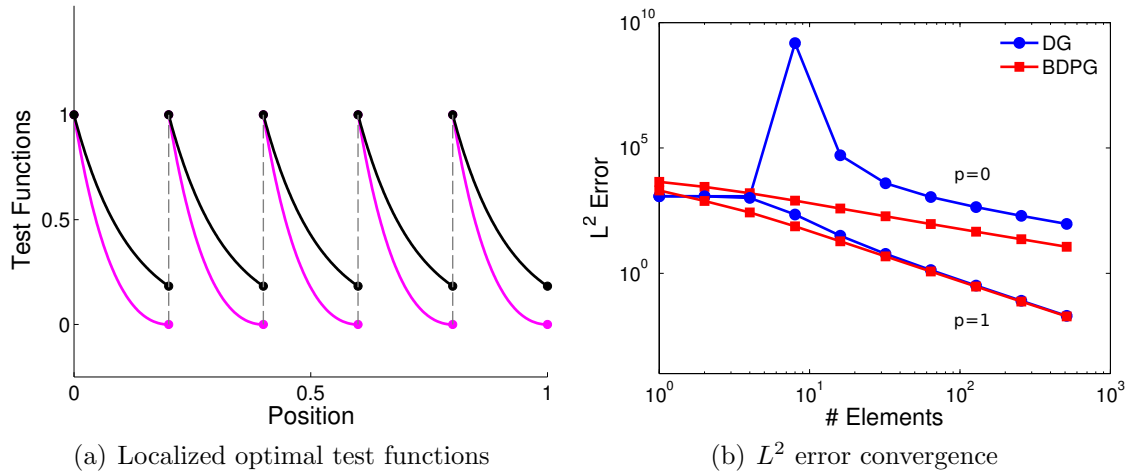 Test Functions
1
0.5
0
0
0.5
1
Position
(a) Localized optimal test functions
L² Error
10¹⁰
10⁵
10⁰
DG
BDPG
p=0
p=1
10⁰
10¹
10²
10³
# Elements
(b) L² error convergence